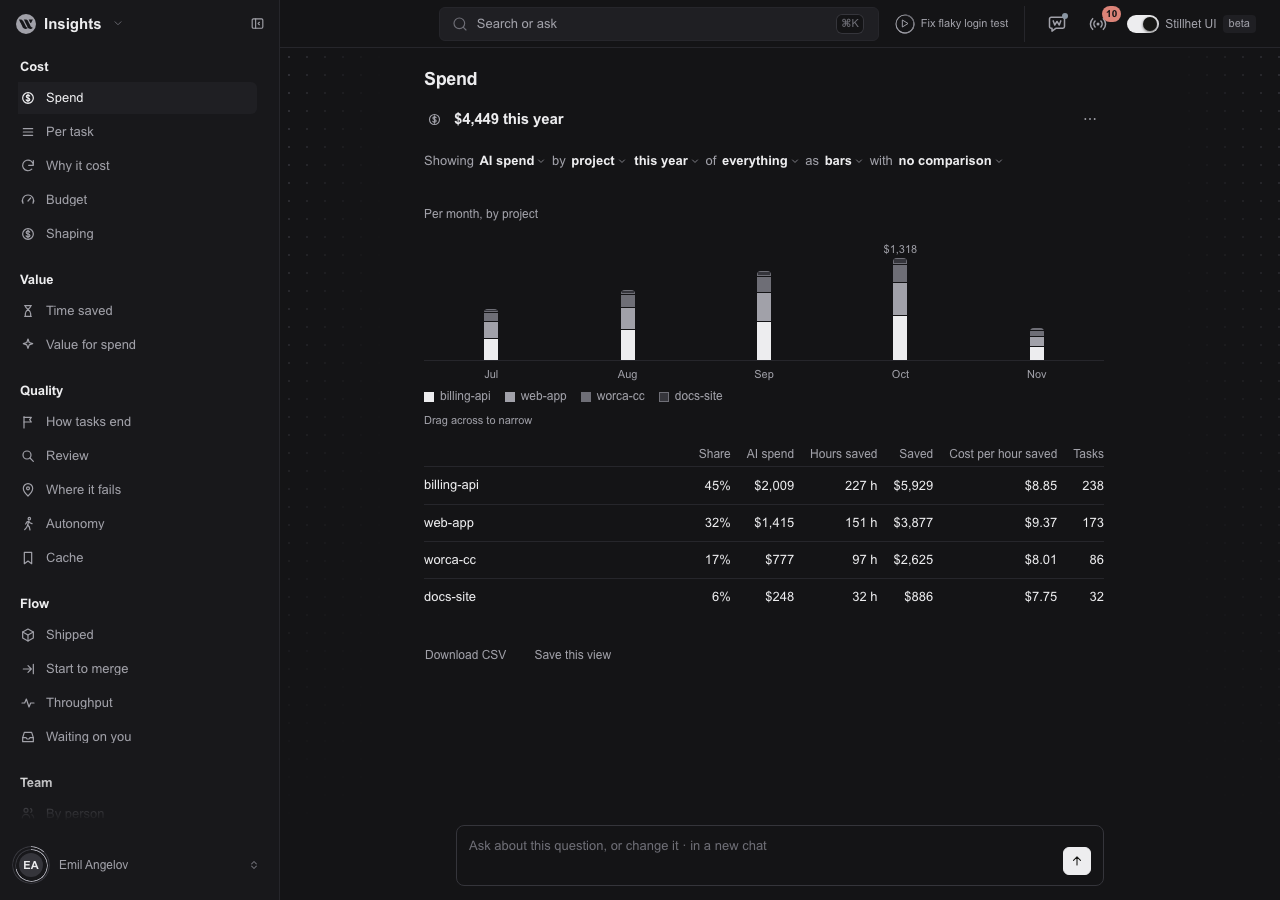 Insights
Search or ask
⌘K
Fix flaky login test
10
Stillhet UI
beta
Cost
Spend
Per task
Why it cost
Budget
Shaping
Value
Time saved
Value for spend
Quality
How tasks end
Review
Where it fails
Autonomy
Cache
Flow
Shipped
Start to merge
Throughput
Waiting on you
Team
By person
EA
Emil Angelov
Spend
$4,449 this year
Showing AI spend by project this year of everything as bars with no comparison
Per month, by project
$1,318
Jul Aug Sep Oct Nov
billing-api web-app worca-cc docs-site
Drag across to narrow
Share AI spend Hours saved Saved Cost per hour saved Tasks
billing-api 45% $2,009 227 h $5,929 $8.85 238
web-app 32% $1,415 151 h $3,877 $9.37 173
worca-cc 17% $777 97 h $2,625 $8.01 86
docs-site 6% $248 32 h $886 $7.75 32
Download CSV Save this view
Ask about this question, or change it · in a new chat